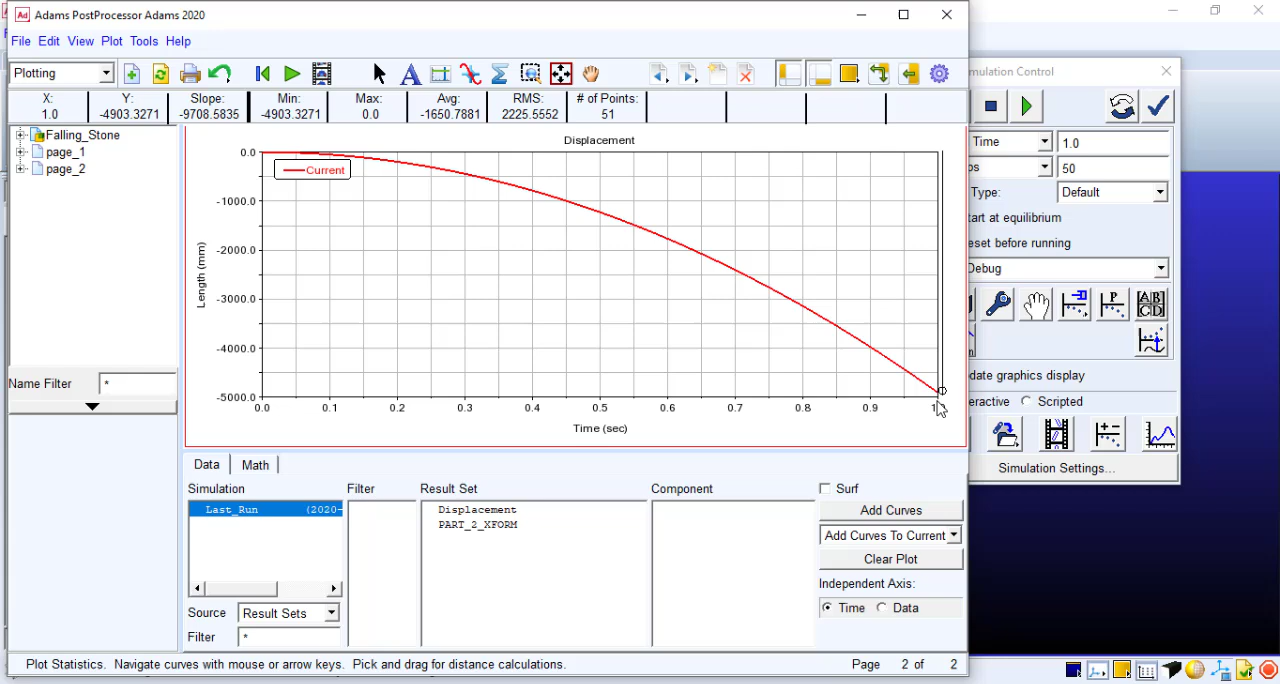 Adams PostProcessor Adams 2020
File Edit View Plot Tools Help
Plotting
X: Y: Slope: Min: Max: Avg: RMS: # of Points:
1.0 -4903.3271 -9708.5835 -4903.3271 0.0 -1650.7881 2225.5552 51
Falling_Stone
page_1
page_2
Name Filter *
Displacement
Current
0.0
-1000.0
-2000.0
-3000.0
-4000.0
-5000.0
Length (mm)
0.0 0.1 0.2 0.3 0.4 0.5 0.6 0.7 0.8 0.9
Time (sec)
Data Math
Simulation Filter Result Set Component Surf
Last_Run (2020-
Displacement
PART_2_XFORM
Add Curves
Add Curves To Current
Clear Plot
Independent Axis:
Time Data
Source Result Sets
Filter *
Plot Statistics. Navigate curves with mouse or arrow keys. Pick and drag for distance calculations. Page 2 of 2
mulation Control
Time 1.0
ps 50
Type: Default
tart at equilibrium
eset before running
Debug
P
AB
CD
date graphics display
eractive Scripted
Simulation Settings...